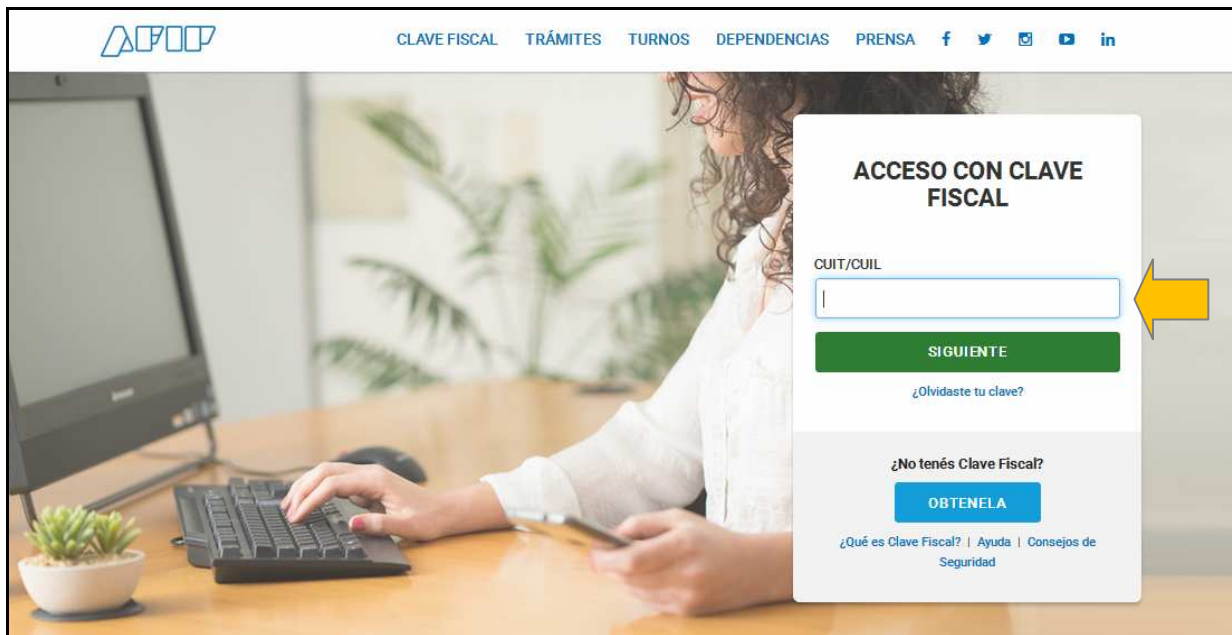 AFIP
CLAVE FISCAL TRÁMITES TURNOS DEPENDENCIAS PRENSA
ACCESO CON CLAVE
FISCAL
CUIT/CUIL
SIGUIENTE
¿Olvidaste tu clave?
¿No tenés Clave Fiscal?
OBTENELA
¿Qué es Clave Fiscal? | Ayuda | Consejos de
Seguridad